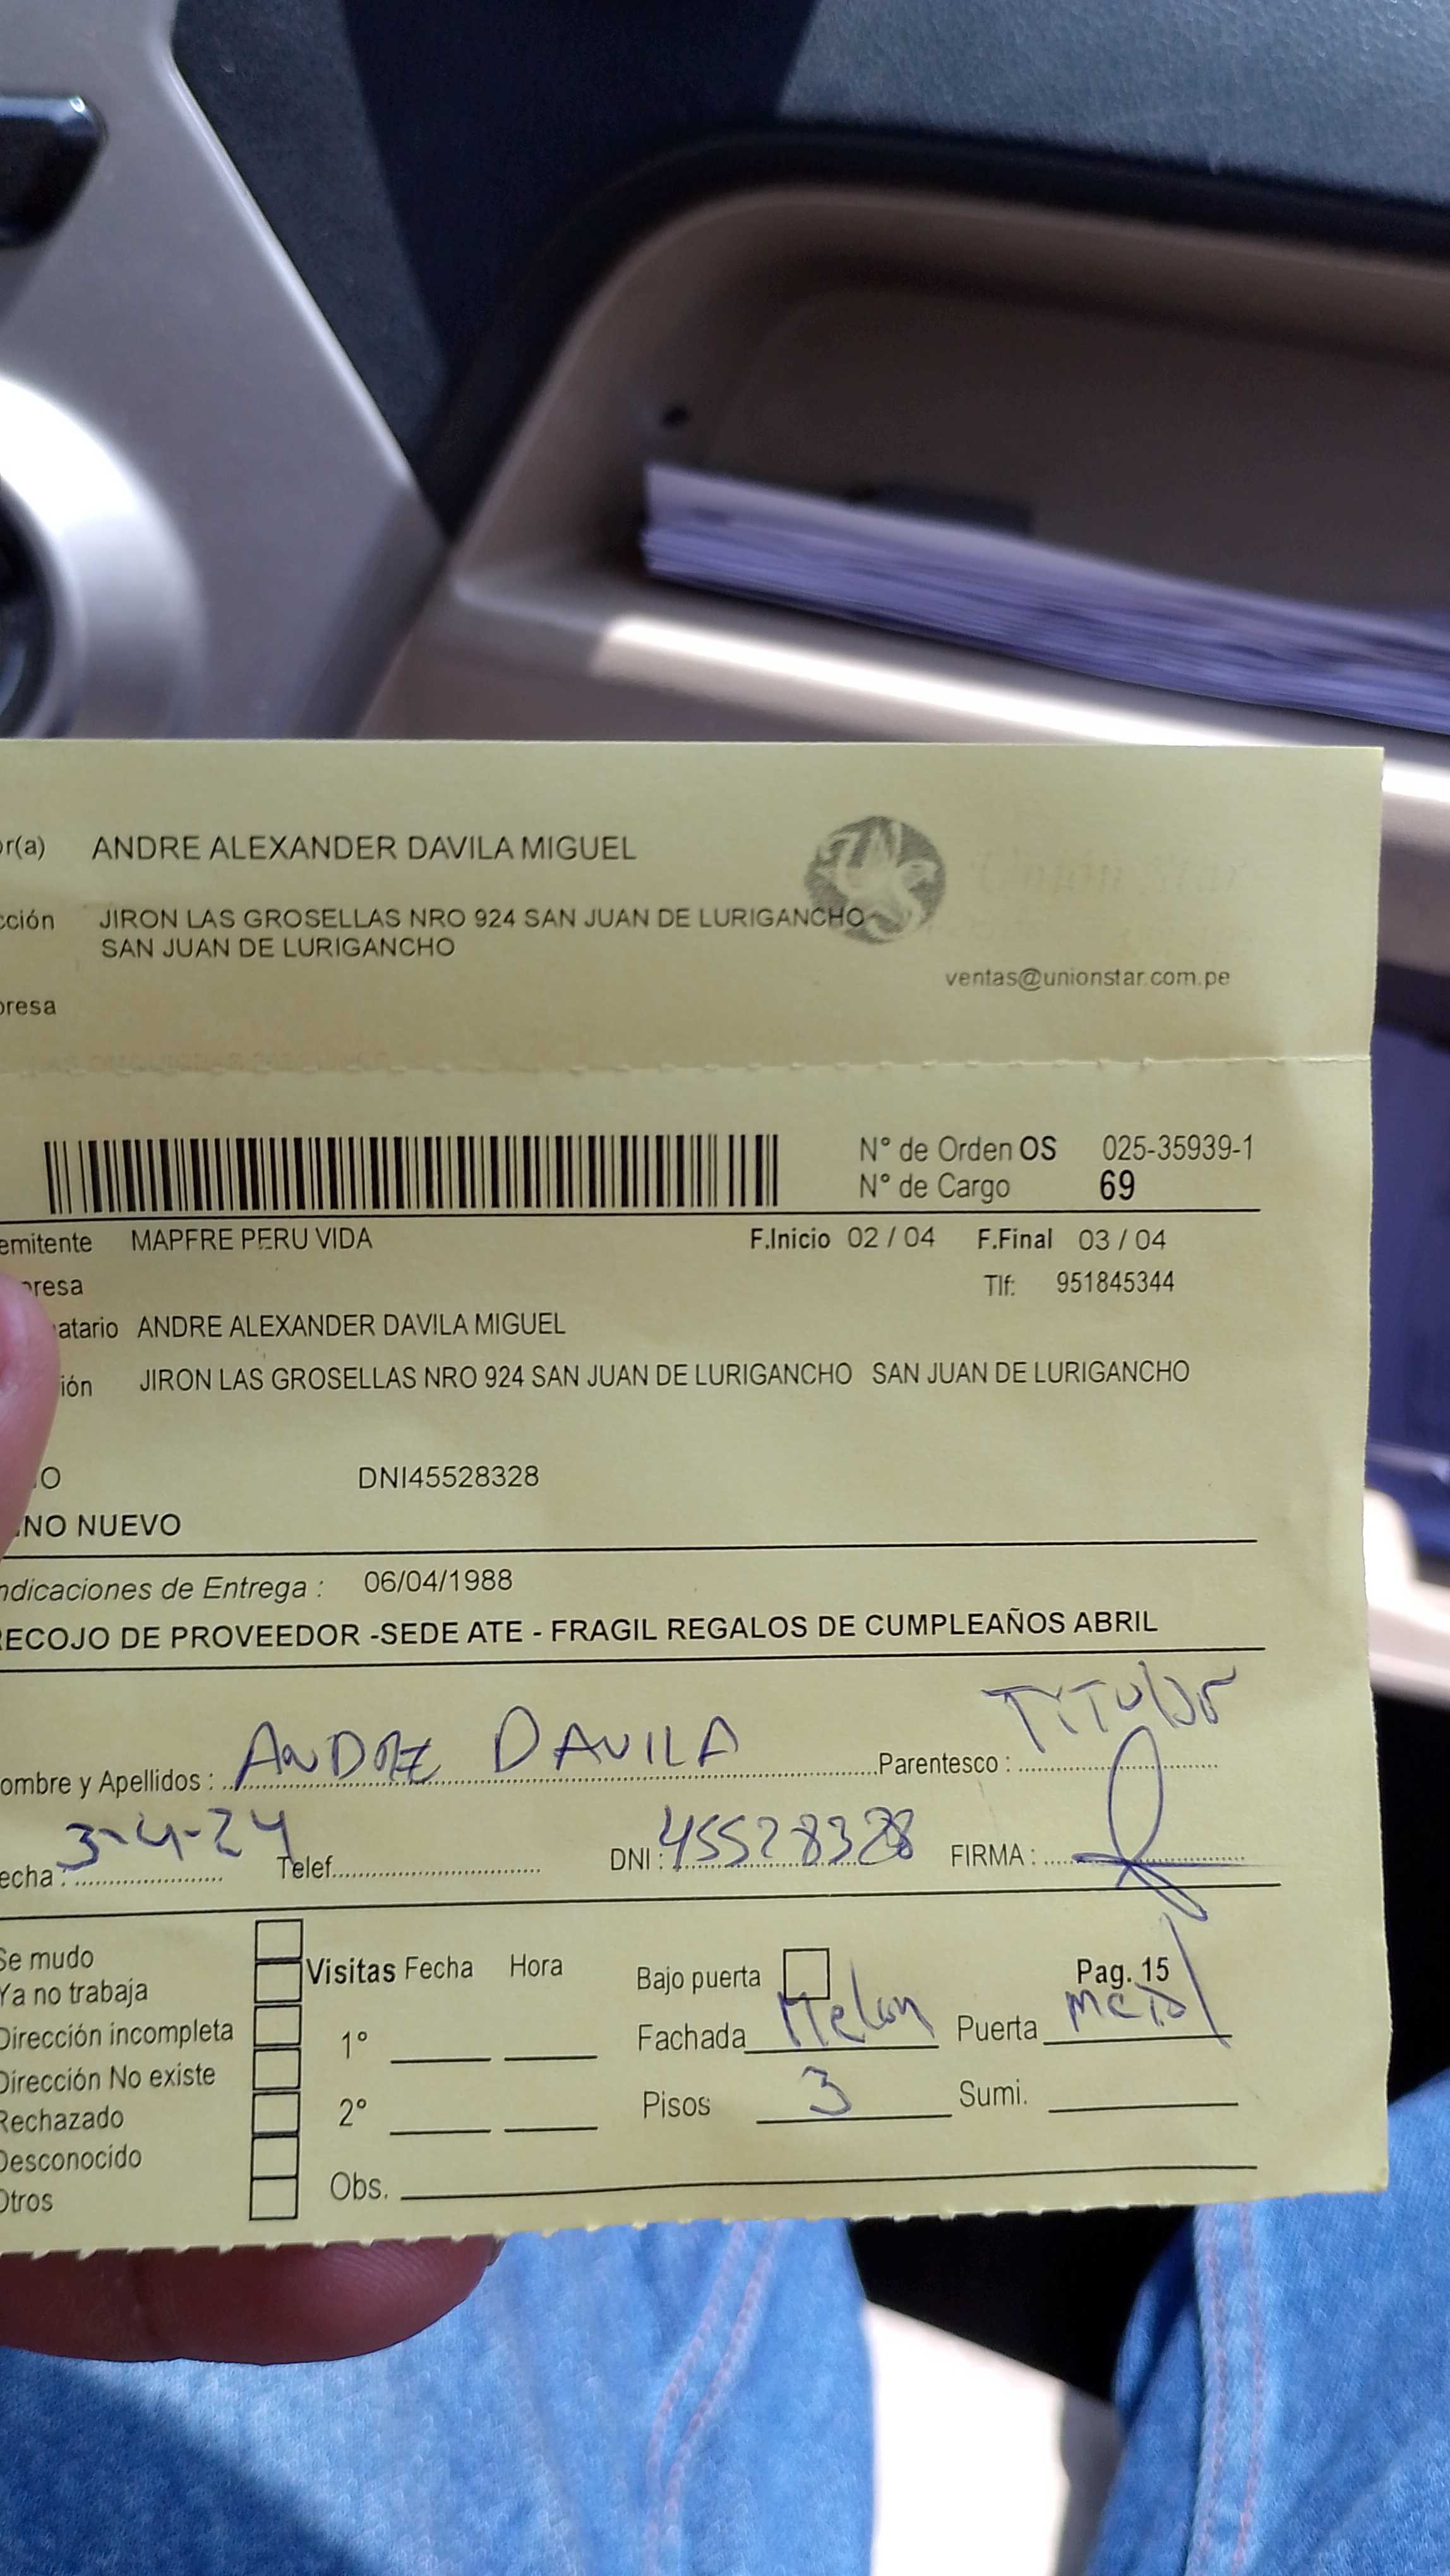 or(a) ANDRE ALEXANDER DAVILA MIGUEL
cción JIRON LAS GROSELLAS NRO 924 SAN JUAN DE LURIGANCHO
SAN JUAN DE LURIGANCHO
ventas@unionstar.com.pe
presa
N° de Orden OS 025-35939-1
N° de Cargo 69
emitente MAPFRE PERU VIDA F.Inicio 02 / 04 F.Final 03 / 04
presa Tlf: 951845344
atario ANDRE ALEXANDER DAVILA MIGUEL
ión JIRON LAS GROSELLAS NRO 924 SAN JUAN DE LURIGANCHO SAN JUAN DE LURIGANCHO
O DNI45528328
NO NUEVO
ndicaciones de Entrega : 06/04/1988
RECOJO DE PROVEEDOR -SEDE ATE - FRAGIL REGALOS DE CUMPLEAÑOS ABRIL
ombre y Apellidos : ANDRE DAVILA Parentesco : TITULAR
echa : 3-4-24 Telef. DNI : 45528328 FIRMA :
Se mudo
Ya no trabaja
Dirección incompleta
Dirección No existe
Rechazado
Desconocido
Otros
Visitas Fecha Hora
1°
2°
Obs.
Bajo puerta Pag. 15
Fachada Melon Puerta metal
Pisos 3 Sumi.